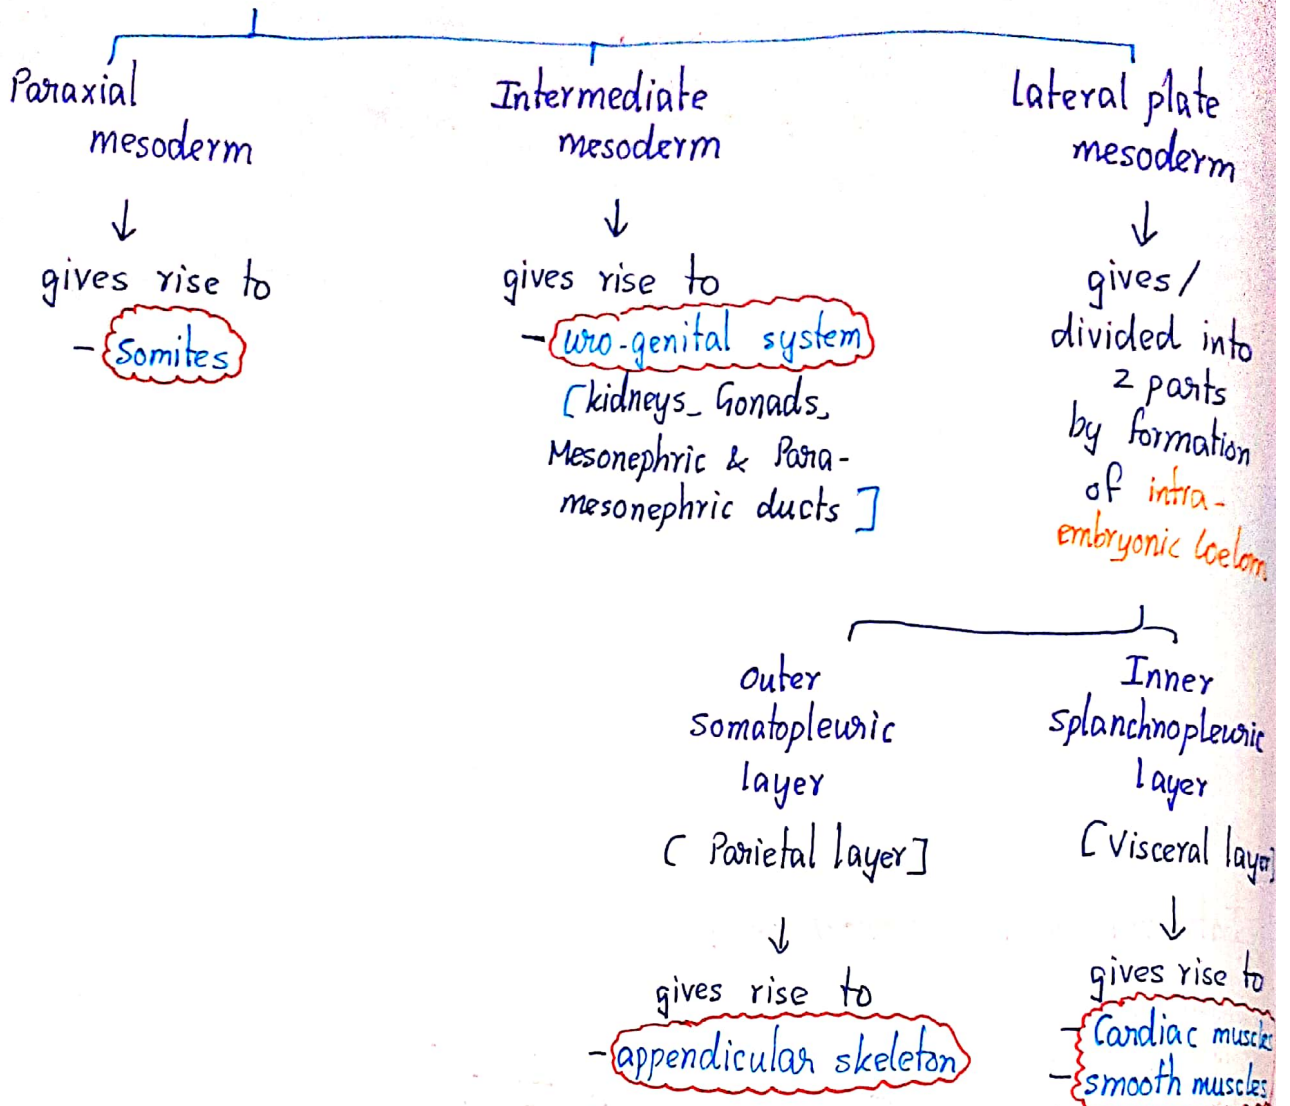 Paraxial
mesoderm
↓
gives rise to
- Somites
Intermediate
mesoderm
↓
gives rise to
- uro-genital system
[kidneys, Gonads,
Mesonephric & Para-
mesonephric ducts ]
Lateral plate
mesoderm
↓
gives/
divided into
2 parts
by formation
of intra-
embryonic Coelom
Outer
Somatopleuric
layer
[ Parietal layer ]
↓
gives rise to
- appendicular skeleton
Inner
Splanchnopleuric
layer
[Visceral layer]
↓
gives rise to
- Cardiac muscles
- smooth muscles